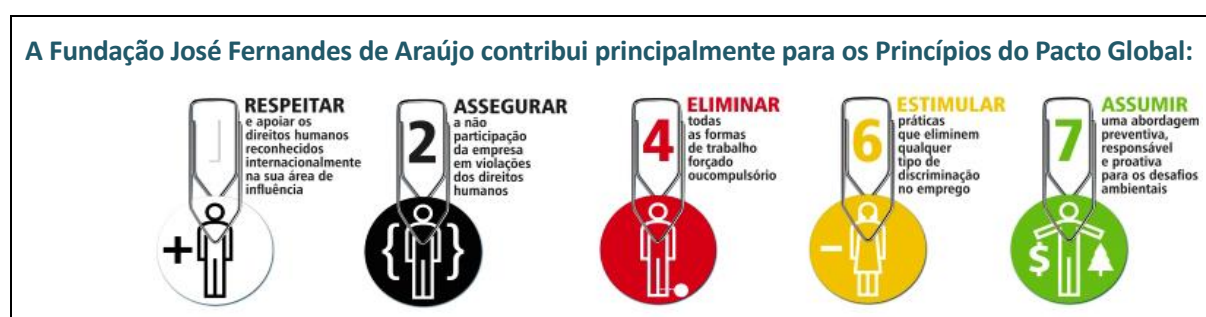 A Fundação José Fernandes de Araújo contribui principalmente para os Princípios do Pacto Global:
RESPEITAR
e apoiar os
direitos humanos
reconhecidos
internacionalmente
na sua área de
influência
2
ASSEGURAR
a não
participação
da empresa
em violações
dos direitos
humanos
4
ELIMINAR
todas
as formas
de trabalho
forçado
oucompulsório
6
ESTIMULAR
práticas
que eliminem
qualquer
tipo de
discriminação
no emprego
7
ASSUMIR
uma abordagem
preventiva,
responsável
e proativa
para os desafios
ambientais
+
{ }
-
$